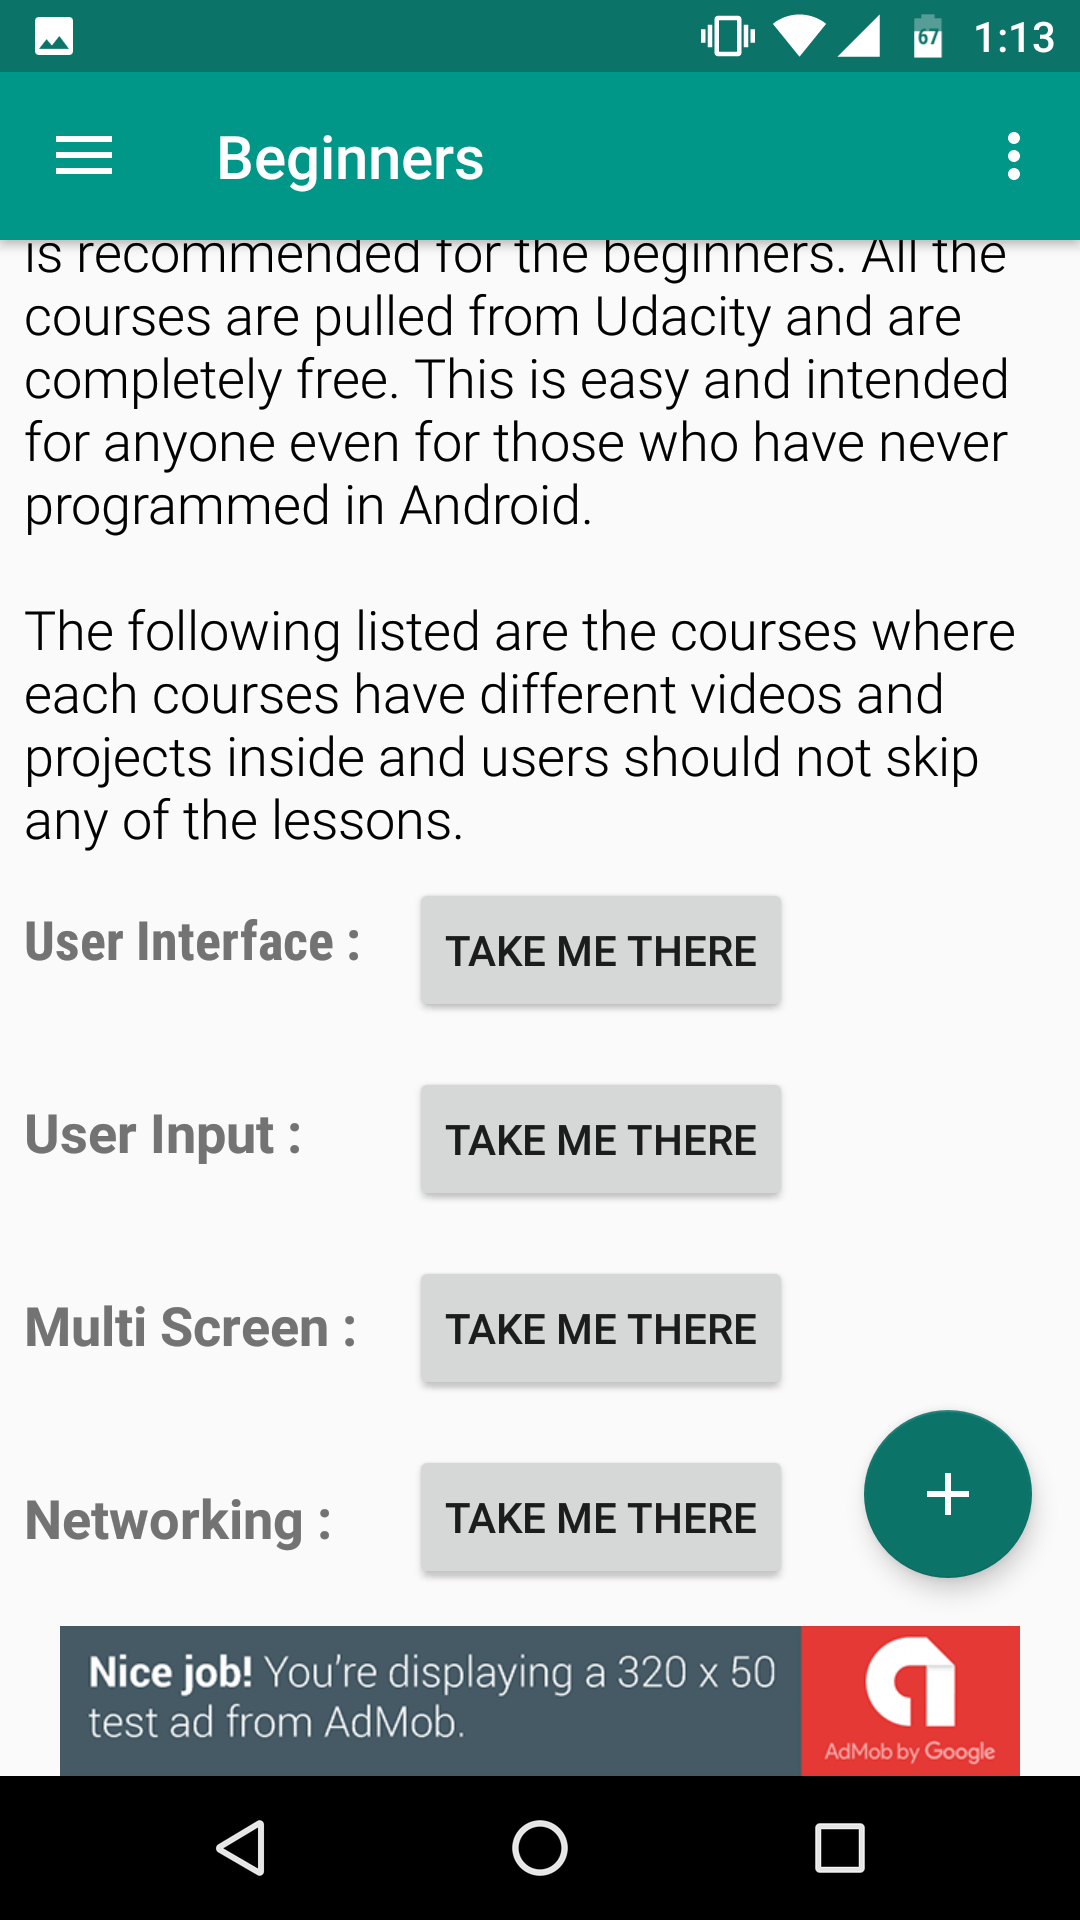 67 1:13
Beginners
is recommended for the beginners. All the
courses are pulled from Udacity and are
completely free. This is easy and intended
for anyone even for those who have never
programmed in Android.
The following listed are the courses where
each courses have different videos and
projects inside and users should not skip
any of the lessons.
User Interface : TAKE ME THERE
User Input : TAKE ME THERE
Multi Screen : TAKE ME THERE
Networking : TAKE ME THERE
Nice job! You're displaying a 320 x 50
test ad from AdMob.
AdMob by Google